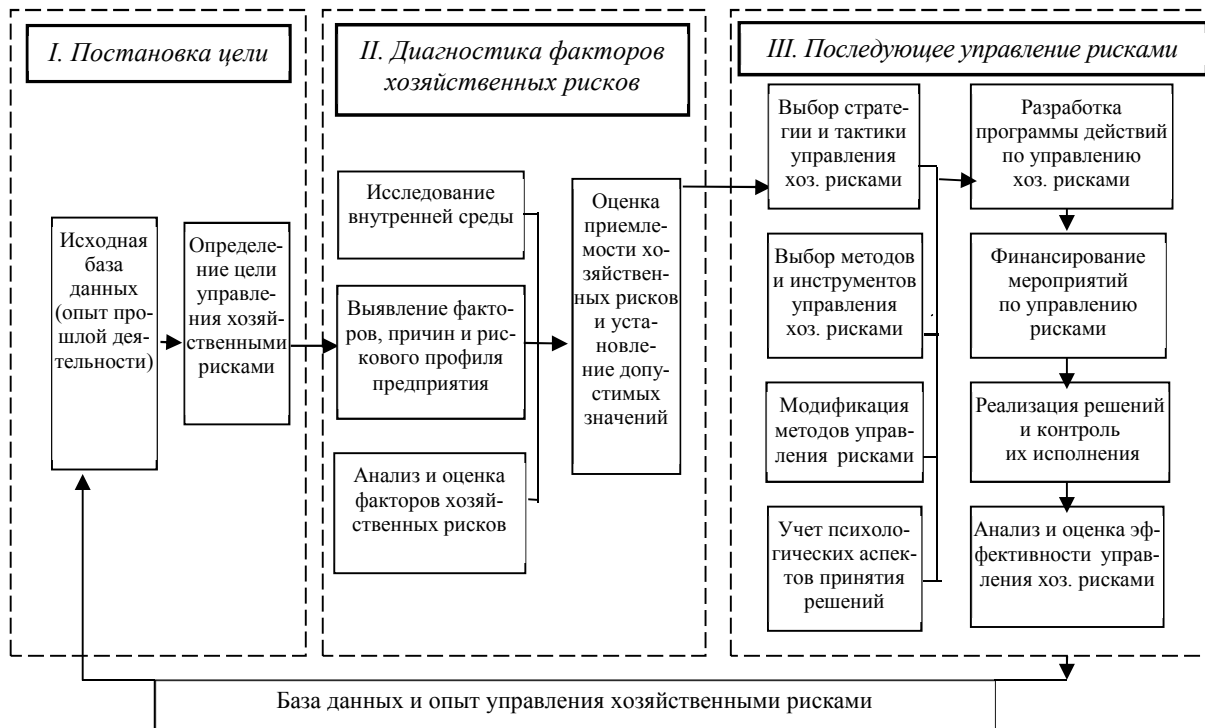 I. Постановка цели
II. Диагностика факторов
хозяйственных рисков
III. Последующее управление рисками
Исходная
база
данных
(опыт про-
шлой дея-
тельности)
Определе-
ние цели
управле-
ния хозяй-
ственными
рисками
Исследование
внутренней среды
Выявление факто-
ров, причин и рис-
кового профиля
предприятия
Анализ и оценка
факторов хозяй-
ственных рисков
Оценка
приемле-
мости хо-
зяйствен-
ных рисков
и уста-
новле-
ние допу-
стимых
значений
Выбор страте-
гии и тактики
управления
хоз. рисками
Выбор методов
и инструментов
управления
хоз. рисками
Модификация
методов управ-
ления рисками
Учет психоло-
гических аспек-
тов принятия
решений
Разработка
программы действий
по управлению
хоз. рисками
Финансирование
мероприятий
по управлению
рисками
Реализация решений
и контроль
их исполнения
Анализ и оценка эф-
фективности управ-
ления хоз. рисками
База данных и опыт управления хозяйственными рисками